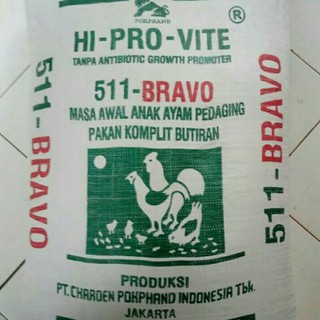 POKPHAND
®
HI-PRO-VITE
TANPA ANTIBIOTIC GROWTH PROMOTER
511-BRAVO
MASA AWAL ANAK AYAM PEDAGING
PAKAN KOMPLIT BUTIRAN
511-BRAVO
511-BRAVO
PRODUKSI
PT. CHAROEN POKPHAND INDONESIA Tbk.
JAKARTA